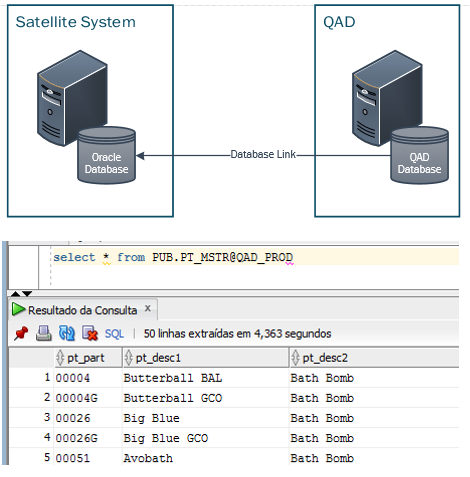 Satellite System
QAD
Oracle
Database
Database Link
QAD
Database
select * from PUB.PT_MSTR@QAD_PROD
Resultado da Consulta x
SQL | 50 linhas extraídas em 4,363 segundos
pt_part pt_desc1 pt_desc2
1 00004 Butterball BAL Bath Bomb
2 00004G Butterball GCO Bath Bomb
3 00026 Big Blue Bath Bomb
4 00026G Big Blue GCO Bath Bomb
5 00051 Avobath Bath Bomb